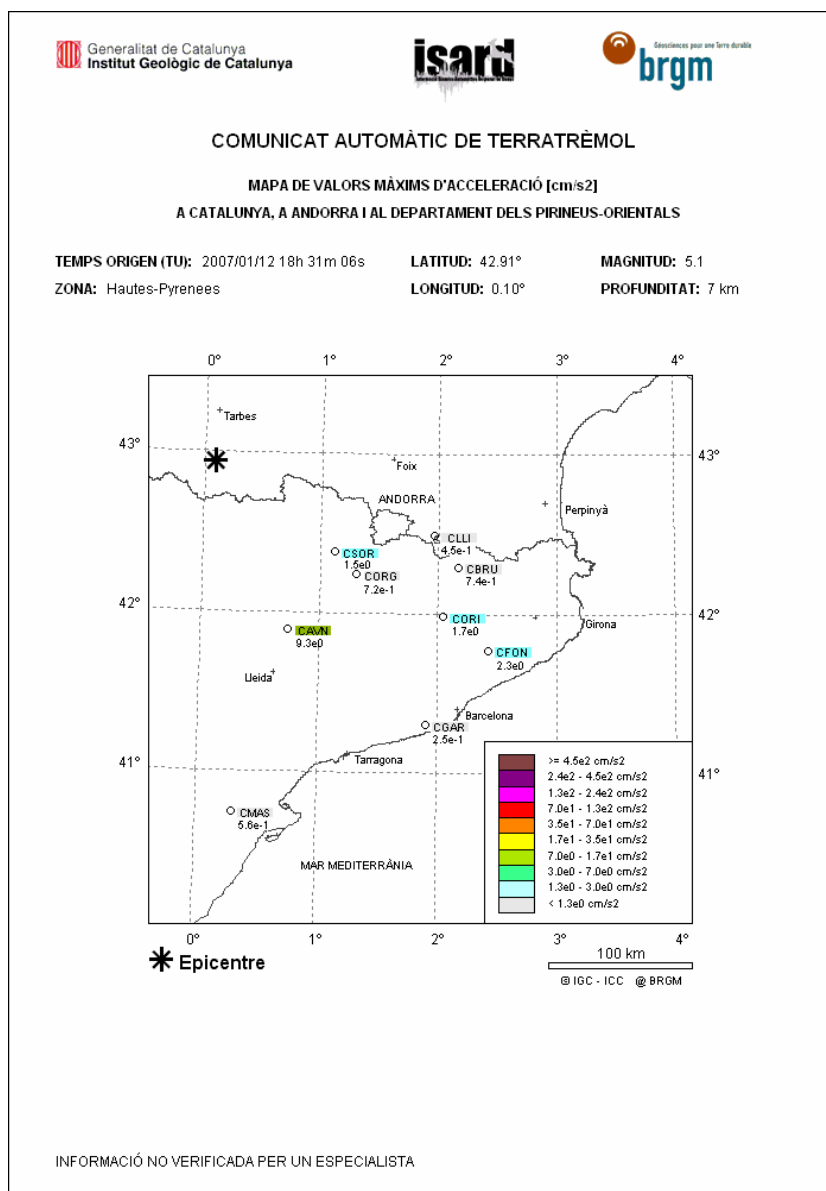 Generalitat de Catalunya
Institut Geològic de Catalunya
isard
Géosciences pour une Terre durable
brgm
COMUNICAT AUTOMÀTIC DE TERRATRÈMOL
MAPA DE VALORS MÀXIMS D'ACCELERACIÓ [cm/s2]
A CATALUNYA, A ANDORRA I AL DEPARTAMENT DELS PIRINEUS-ORIENTALS
TEMPS ORIGEN (TU): 2007/01/12 18h 31m 06s LATITUD: 42.91° MAGNITUD: 5.1
ZONA: Hautes-Pyrenees LONGITUD: 0.10° PROFUNDITAT: 7 km
0° 1° 2° 3° 4°
Tarbes
43° 43°
Foix
ANDORRA
Perpinyà
CLLI
4.5e-1
CSOR
1.5e0
CORG
7.2e-1
CBRU
7.4e-1
42° 42°
CORI
1.7e0
Girona
CAVN
9.3e0
CFON
2.3e0
Lleida
Barcelona
CGAR
2.5e-1
Tarragona
41° 41°
CMAS
5.6e-1
MAR MEDITERRÀNIA
>= 4.5e2 cm/s2
2.4e2 - 4.5e2 cm/s2
1.3e2 - 2.4e2 cm/s2
7.0e1 - 1.3e2 cm/s2
3.5e1 - 7.0e1 cm/s2
1.7e1 - 3.5e1 cm/s2
7.0e0 - 1.7e1 cm/s2
3.0e0 - 7.0e0 cm/s2
1.3e0 - 3.0e0 cm/s2
< 1.3e0 cm/s2
0° 1° 2° 3° 4°
Epicentre
100 km
© IGC - ICC @ BRGM
INFORMACIÓ NO VERIFICADA PER UN ESPECIALISTA